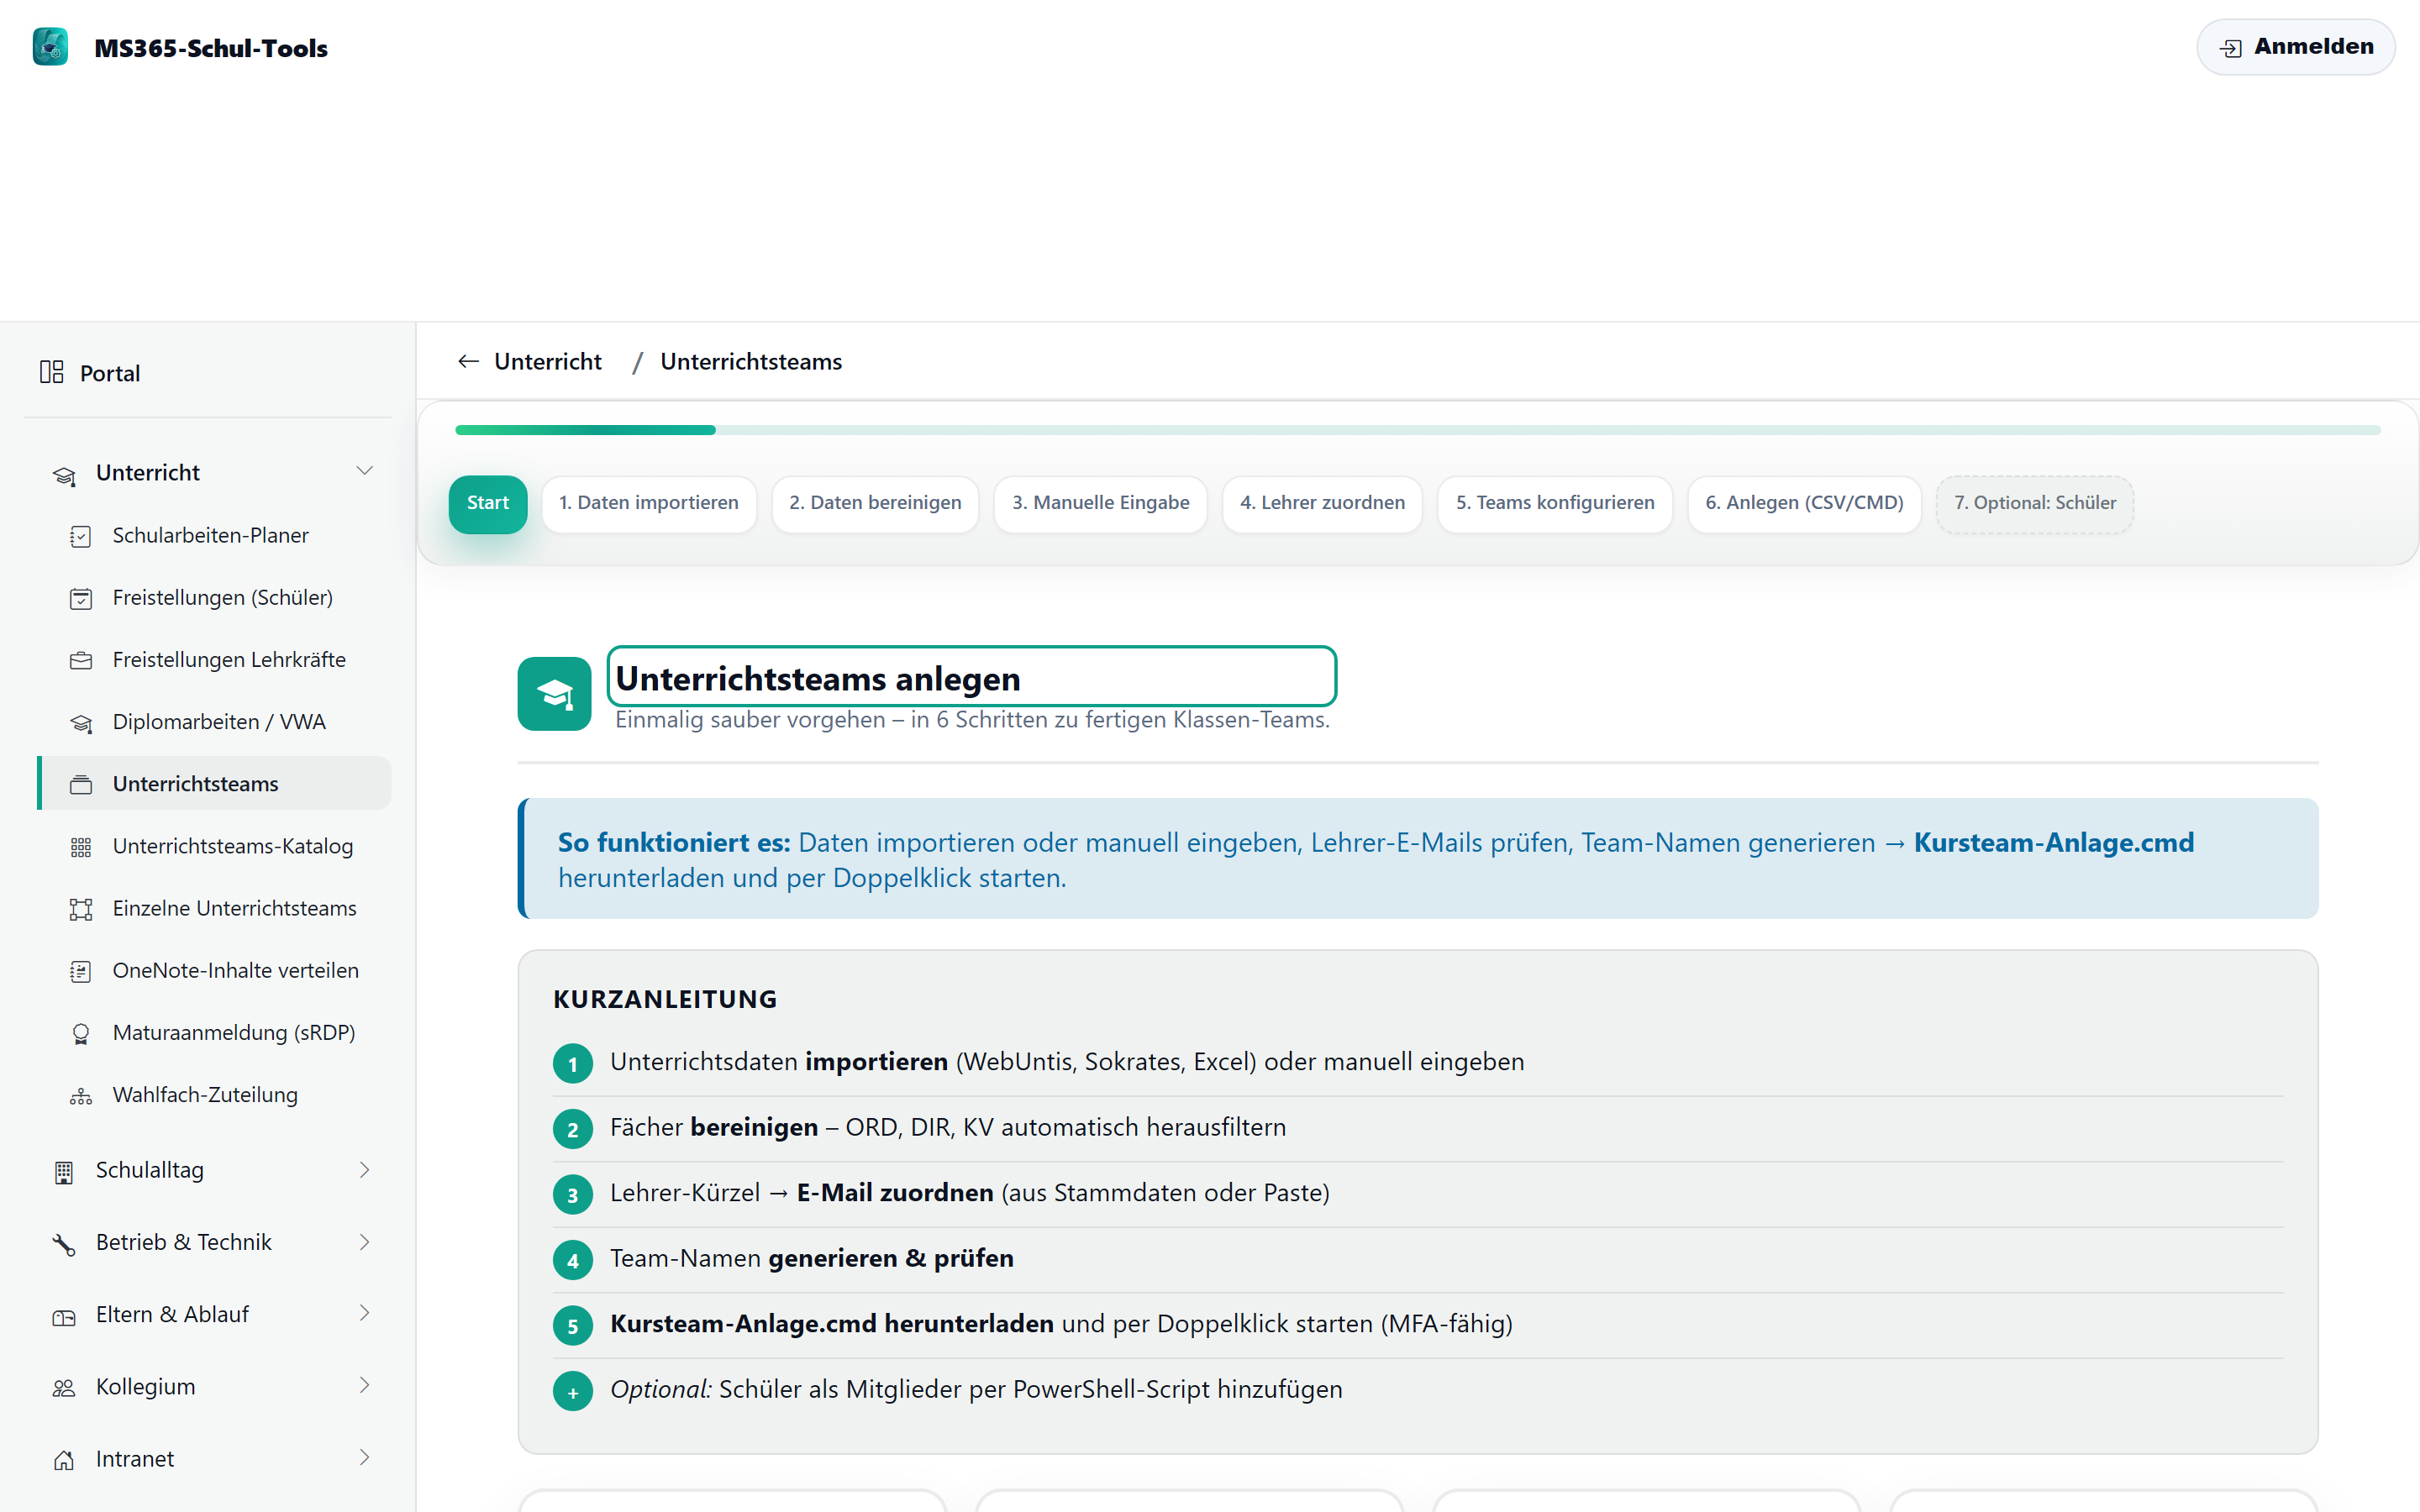 MS365-Schul-Tools
Anmelden
Portal
Unterricht
Schularbeiten-Planer
Freistellungen (Schüler)
Freistellungen Lehrkräfte
Diplomarbeiten / VWA
Unterrichtsteams
Unterrichtsteams-Katalog
Einzelne Unterrichtsteams
OneNote-Inhalte verteilen
Maturaanmeldung (sRDP)
Wahlfach-Zuteilung
Schulalltag
Betrieb & Technik
Eltern & Ablauf
Kollegium
Intranet
← Unterricht / Unterrichtsteams
Start
1. Daten importieren
2. Daten bereinigen
3. Manuelle Eingabe
4. Lehrer zuordnen
5. Teams konfigurieren
6. Anlegen (CSV/CMD)
7. Optional: Schüler
Unterrichtsteams anlegen
Einmalig sauber vorgehen – in 6 Schritten zu fertigen Klassen-Teams.
So funktioniert es: Daten importieren oder manuell eingeben, Lehrer-E-Mails prüfen, Team-Namen generieren → Kursteam-Anlage.cmd
herunterladen und per Doppelklick starten.
KURZANLEITUNG
1 Unterrichtsdaten importieren (WebUntis, Sokrates, Excel) oder manuell eingeben
2 Fächer bereinigen – ORD, DIR, KV automatisch herausfiltern
3 Lehrer-Kürzel → E-Mail zuordnen (aus Stammdaten oder Paste)
4 Team-Namen generieren & prüfen
5 Kursteam-Anlage.cmd herunterladen und per Doppelklick starten (MFA-fähig)
+ Optional: Schüler als Mitglieder per PowerShell-Script hinzufügen